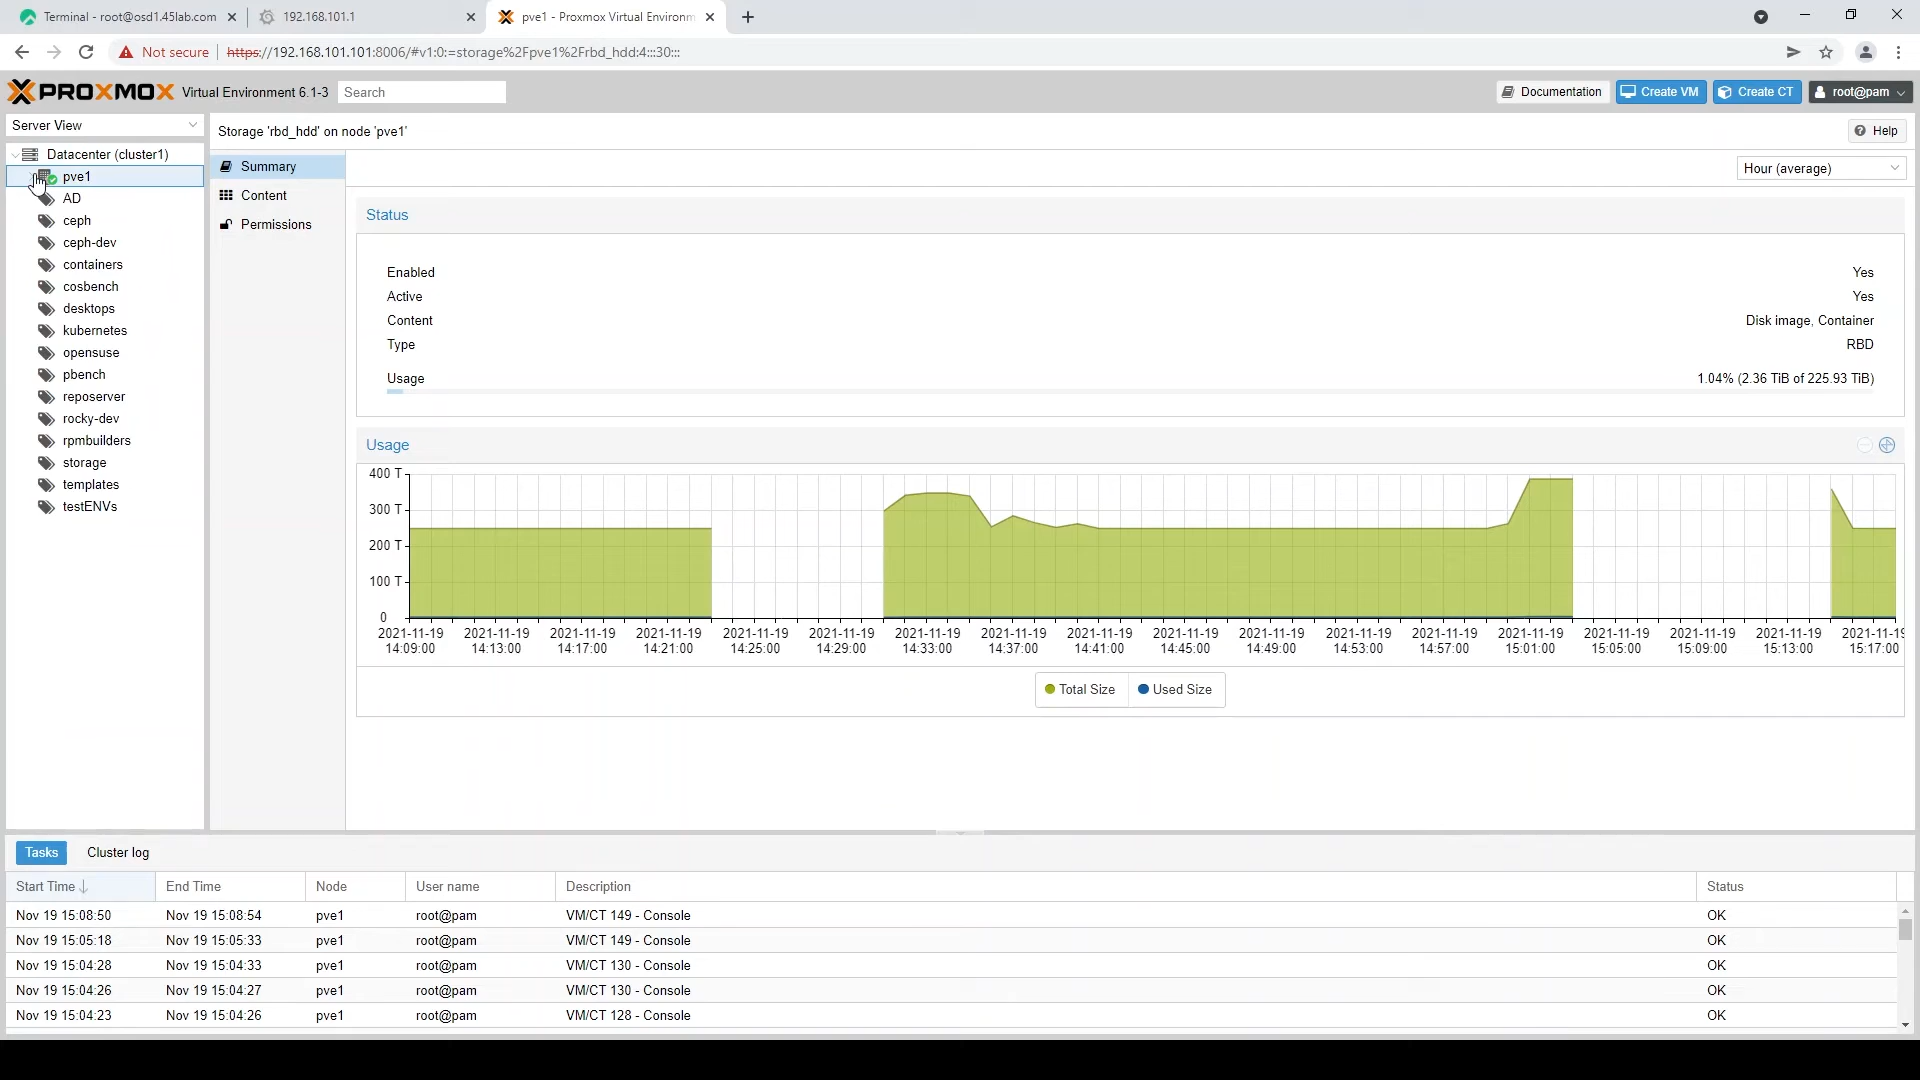 Terminal - root@osd1.45lab.com
192.168.101.1
pve1 - Proxmox Virtual Environm
Not secure
https://192.168.101.101:8006/#v1:0:=storage%2Fpve1%2Frbd_hdd:4:::30:::
PROXMOX Virtual Environment 6.1-3
Search
Documentation
Create VM
Create CT
root@pam
Server View
Storage 'rbd_hdd' on node 'pve1'
Help
Datacenter (cluster1)
pve1
AD
ceph
ceph-dev
containers
cosbench
desktops
kubernetes
opensuse
pbench
reposerver
rocky-dev
rpmbuilders
storage
templates
testENVs
Summary
Content
Permissions
Hour (average)
Status
Enabled Yes
Active Yes
Content Disk image, Container
Type RBD
Usage 1.04% (2.36 TiB of 225.93 TiB)
Usage
400 T
300 T
200 T
100 T
0
2021-11-19 2021-11-19 2021-11-19 2021-11-19 2021-11-19 2021-11-19 2021-11-19 2021-11-19 2021-11-19 2021-11-19 2021-11-19 2021-11-19 2021-11-19 2021-11-19 2021-11-19 2021-11-19 2021-11-19 2021-11-19
14:09:00 14:13:00 14:17:00 14:21:00 14:25:00 14:29:00 14:33:00 14:37:00 14:41:00 14:45:00 14:49:00 14:53:00 14:57:00 15:01:00 15:05:00 15:09:00 15:13:00 15:17:00
Total Size Used Size
Tasks Cluster log
Start Time End Time Node User name Description Status
Nov 19 15:08:50 Nov 19 15:08:54 pve1 root@pam VM/CT 149 - Console OK
Nov 19 15:05:18 Nov 19 15:05:33 pve1 root@pam VM/CT 149 - Console OK
Nov 19 15:04:28 Nov 19 15:04:33 pve1 root@pam VM/CT 130 - Console OK
Nov 19 15:04:26 Nov 19 15:04:27 pve1 root@pam VM/CT 130 - Console OK
Nov 19 15:04:23 Nov 19 15:04:26 pve1 root@pam VM/CT 128 - Console OK